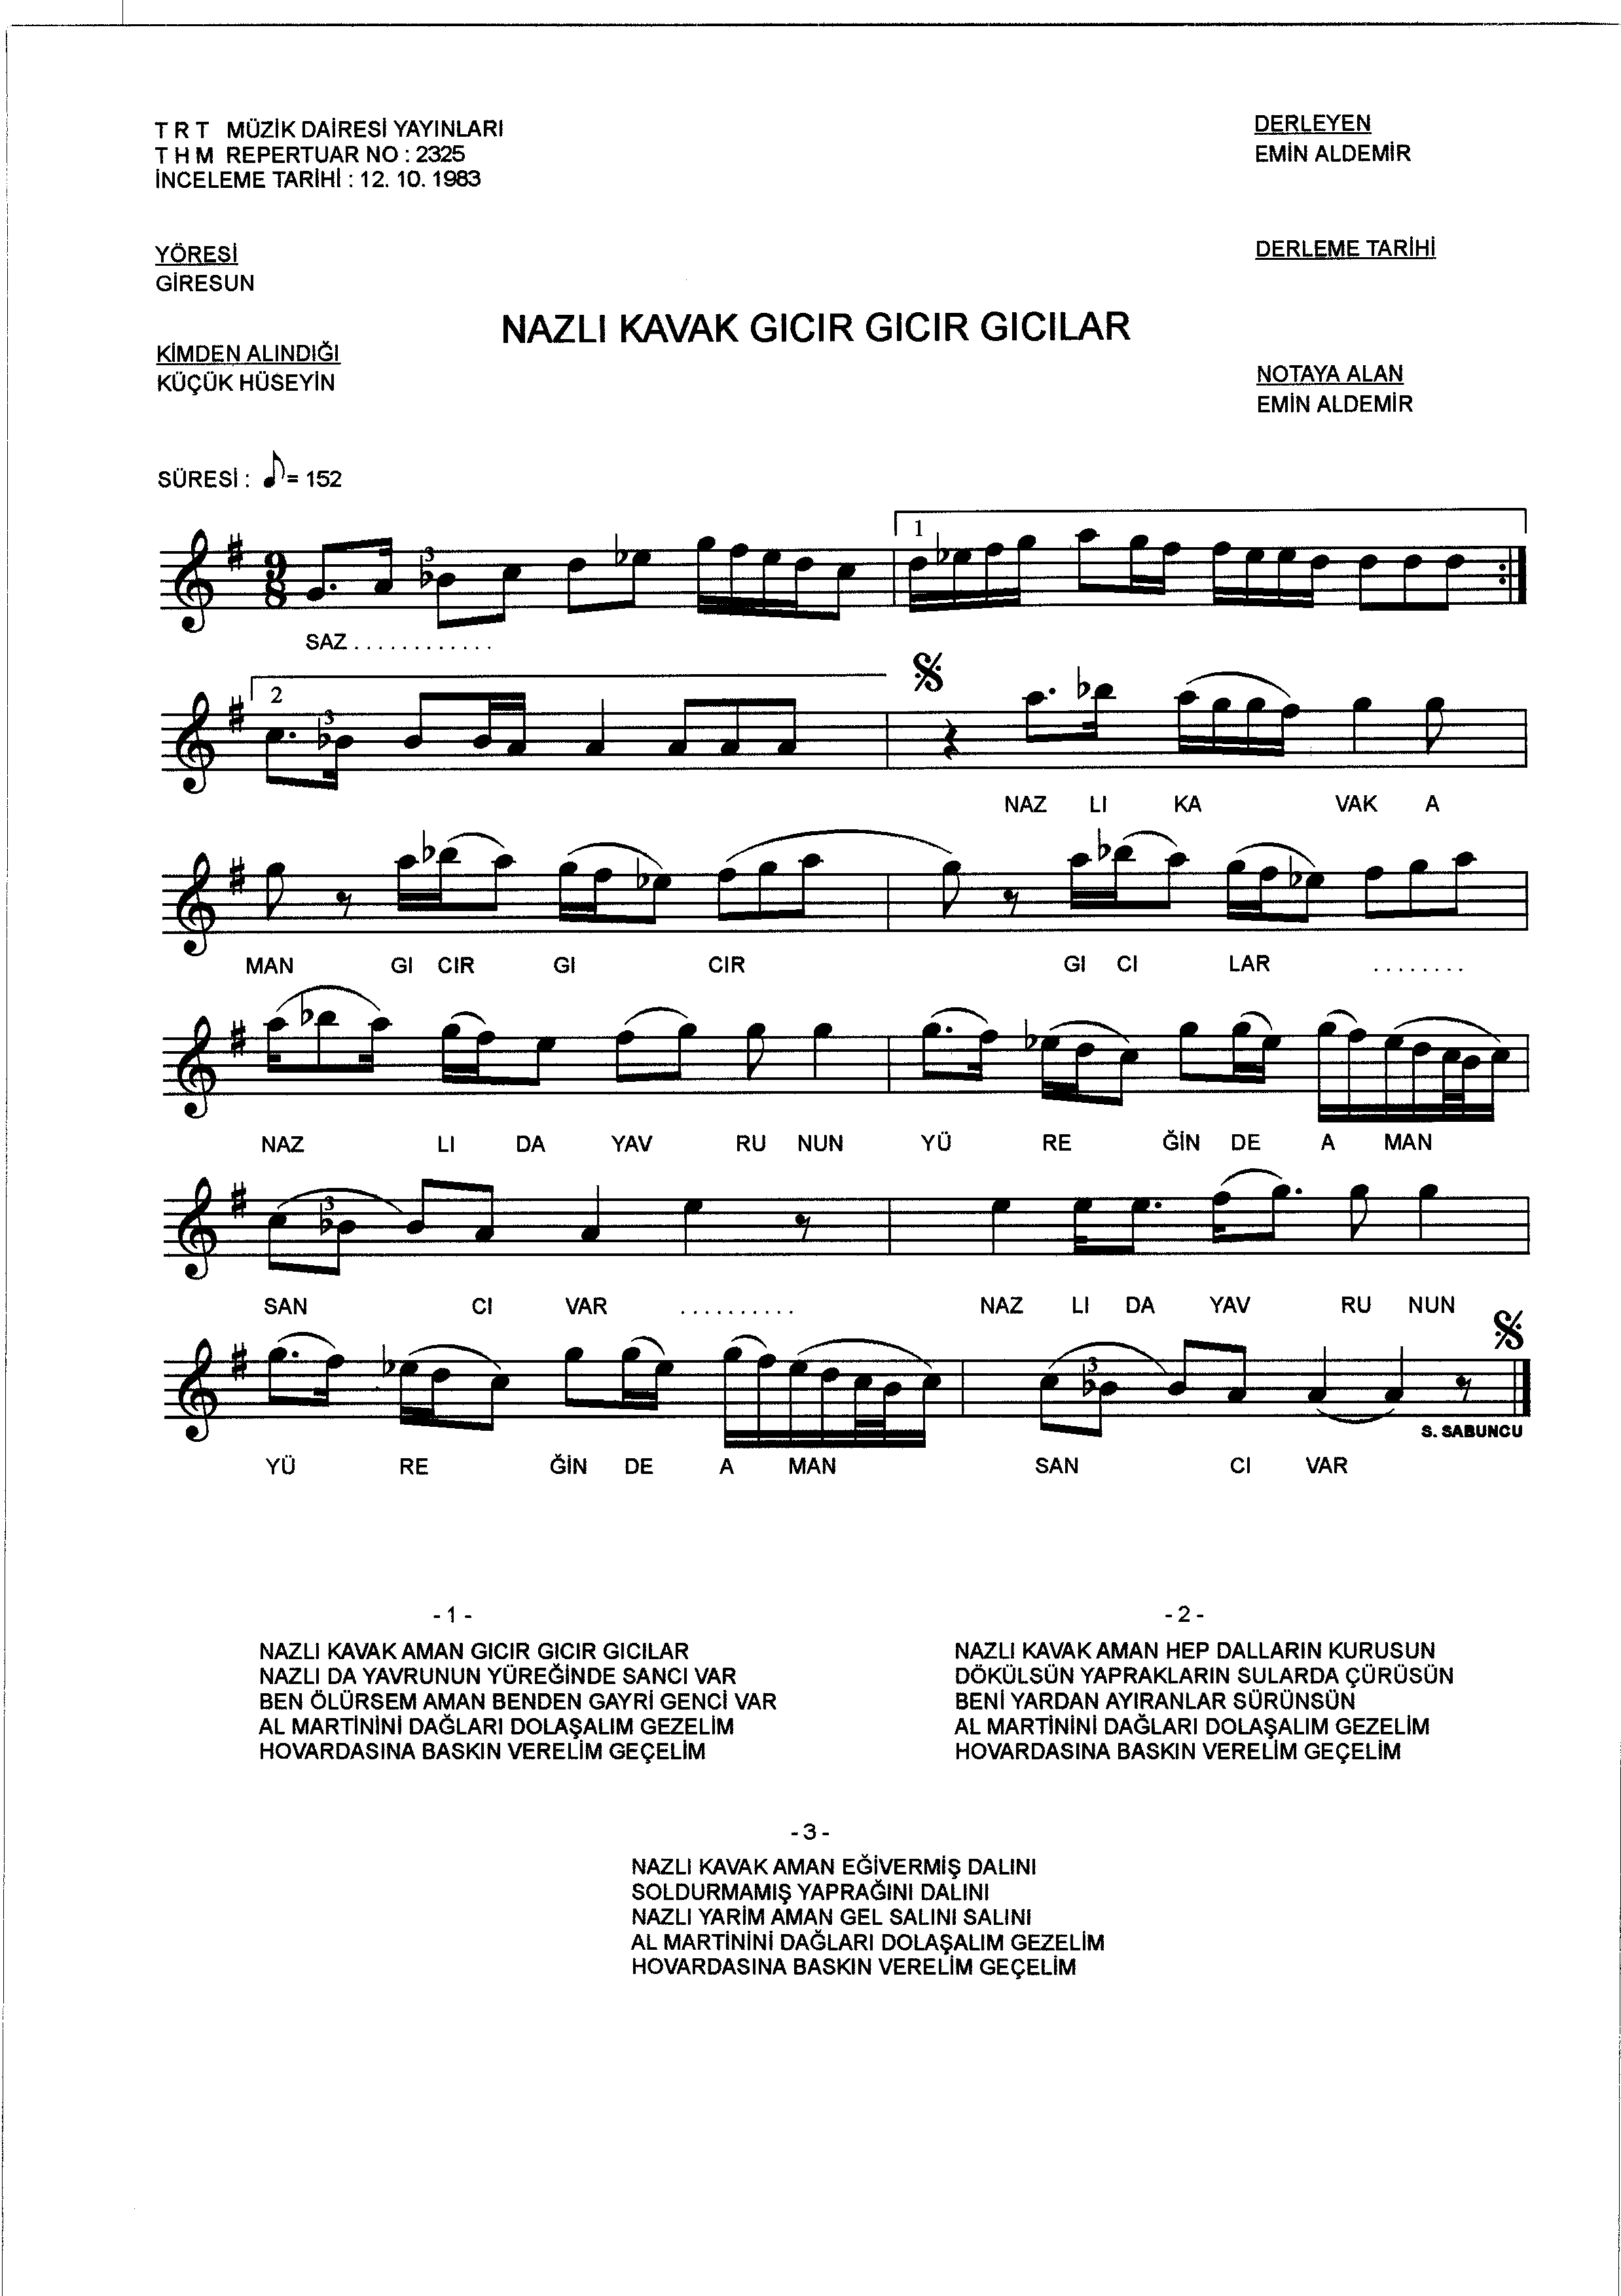 T R T MÜZİK DAİRESİ YAYINLARI
T H M REPERTUAR NO : 2325
İNCELEME TARİHİ : 12. 10. 1983
DERLEYEN
EMİN ALDEMİR
YÖRESİ
GİRESUN
DERLEME TARİHİ
NAZLI KAVAK GICIR GICIR GICILAR
KİMDEN ALINDIĞI
KÜÇÜK HÜSEYİN
NOTAYA ALAN
EMİN ALDEMİR
SÜRESİ : ♪ = 152
1
9
8
3
SAZ . . . . . . . . . . . .
2
3
NAZ LI KA VAK A
MAN GI CIR GI CIR GI CI LAR . . . . . . . .
NAZ LI DA YAV RU NUN YÜ RE ĞİN DE A MAN
3
SAN CI VAR . . . . . . . . . . NAZ LI DA YAV RU NUN
3
S. SABUNCU
YÜ RE ĞİN DE A MAN SAN CI VAR
- 1 -
NAZLI KAVAK AMAN GICIR GICIR GICILAR
NAZLI DA YAVRUNUN YÜREĞİNDE SANCI VAR
BEN ÖLÜRSEM AMAN BENDEN GAYRİ GENCİ VAR
AL MARTİNİNİ DAĞLARI DOLAŞALIM GEZELİM
HOVARDASINA BASKIN VERELİM GEÇELİM
- 2 -
NAZLI KAVAK AMAN HEP DALLARIN KURUSUN
DÖKÜLSÜN YAPRAKLARIN SULARDA ÇÜRÜSÜN
BENİ YARDAN AYIRANLAR SÜRÜNSÜN
AL MARTİNİNİ DAĞLARI DOLAŞALIM GEZELİM
HOVARDASINA BASKIN VERELİM GEÇELİM
- 3 -
NAZLI KAVAK AMAN EĞİVERMİŞ DALINI
SOLDURMAMIŞ YAPRAĞINI DALINI
NAZLI YARİM AMAN GEL SALINI SALINI
AL MARTİNİNİ DAĞLARI DOLAŞALIM GEZELİM
HOVARDASINA BASKIN VERELİM GEÇELİM